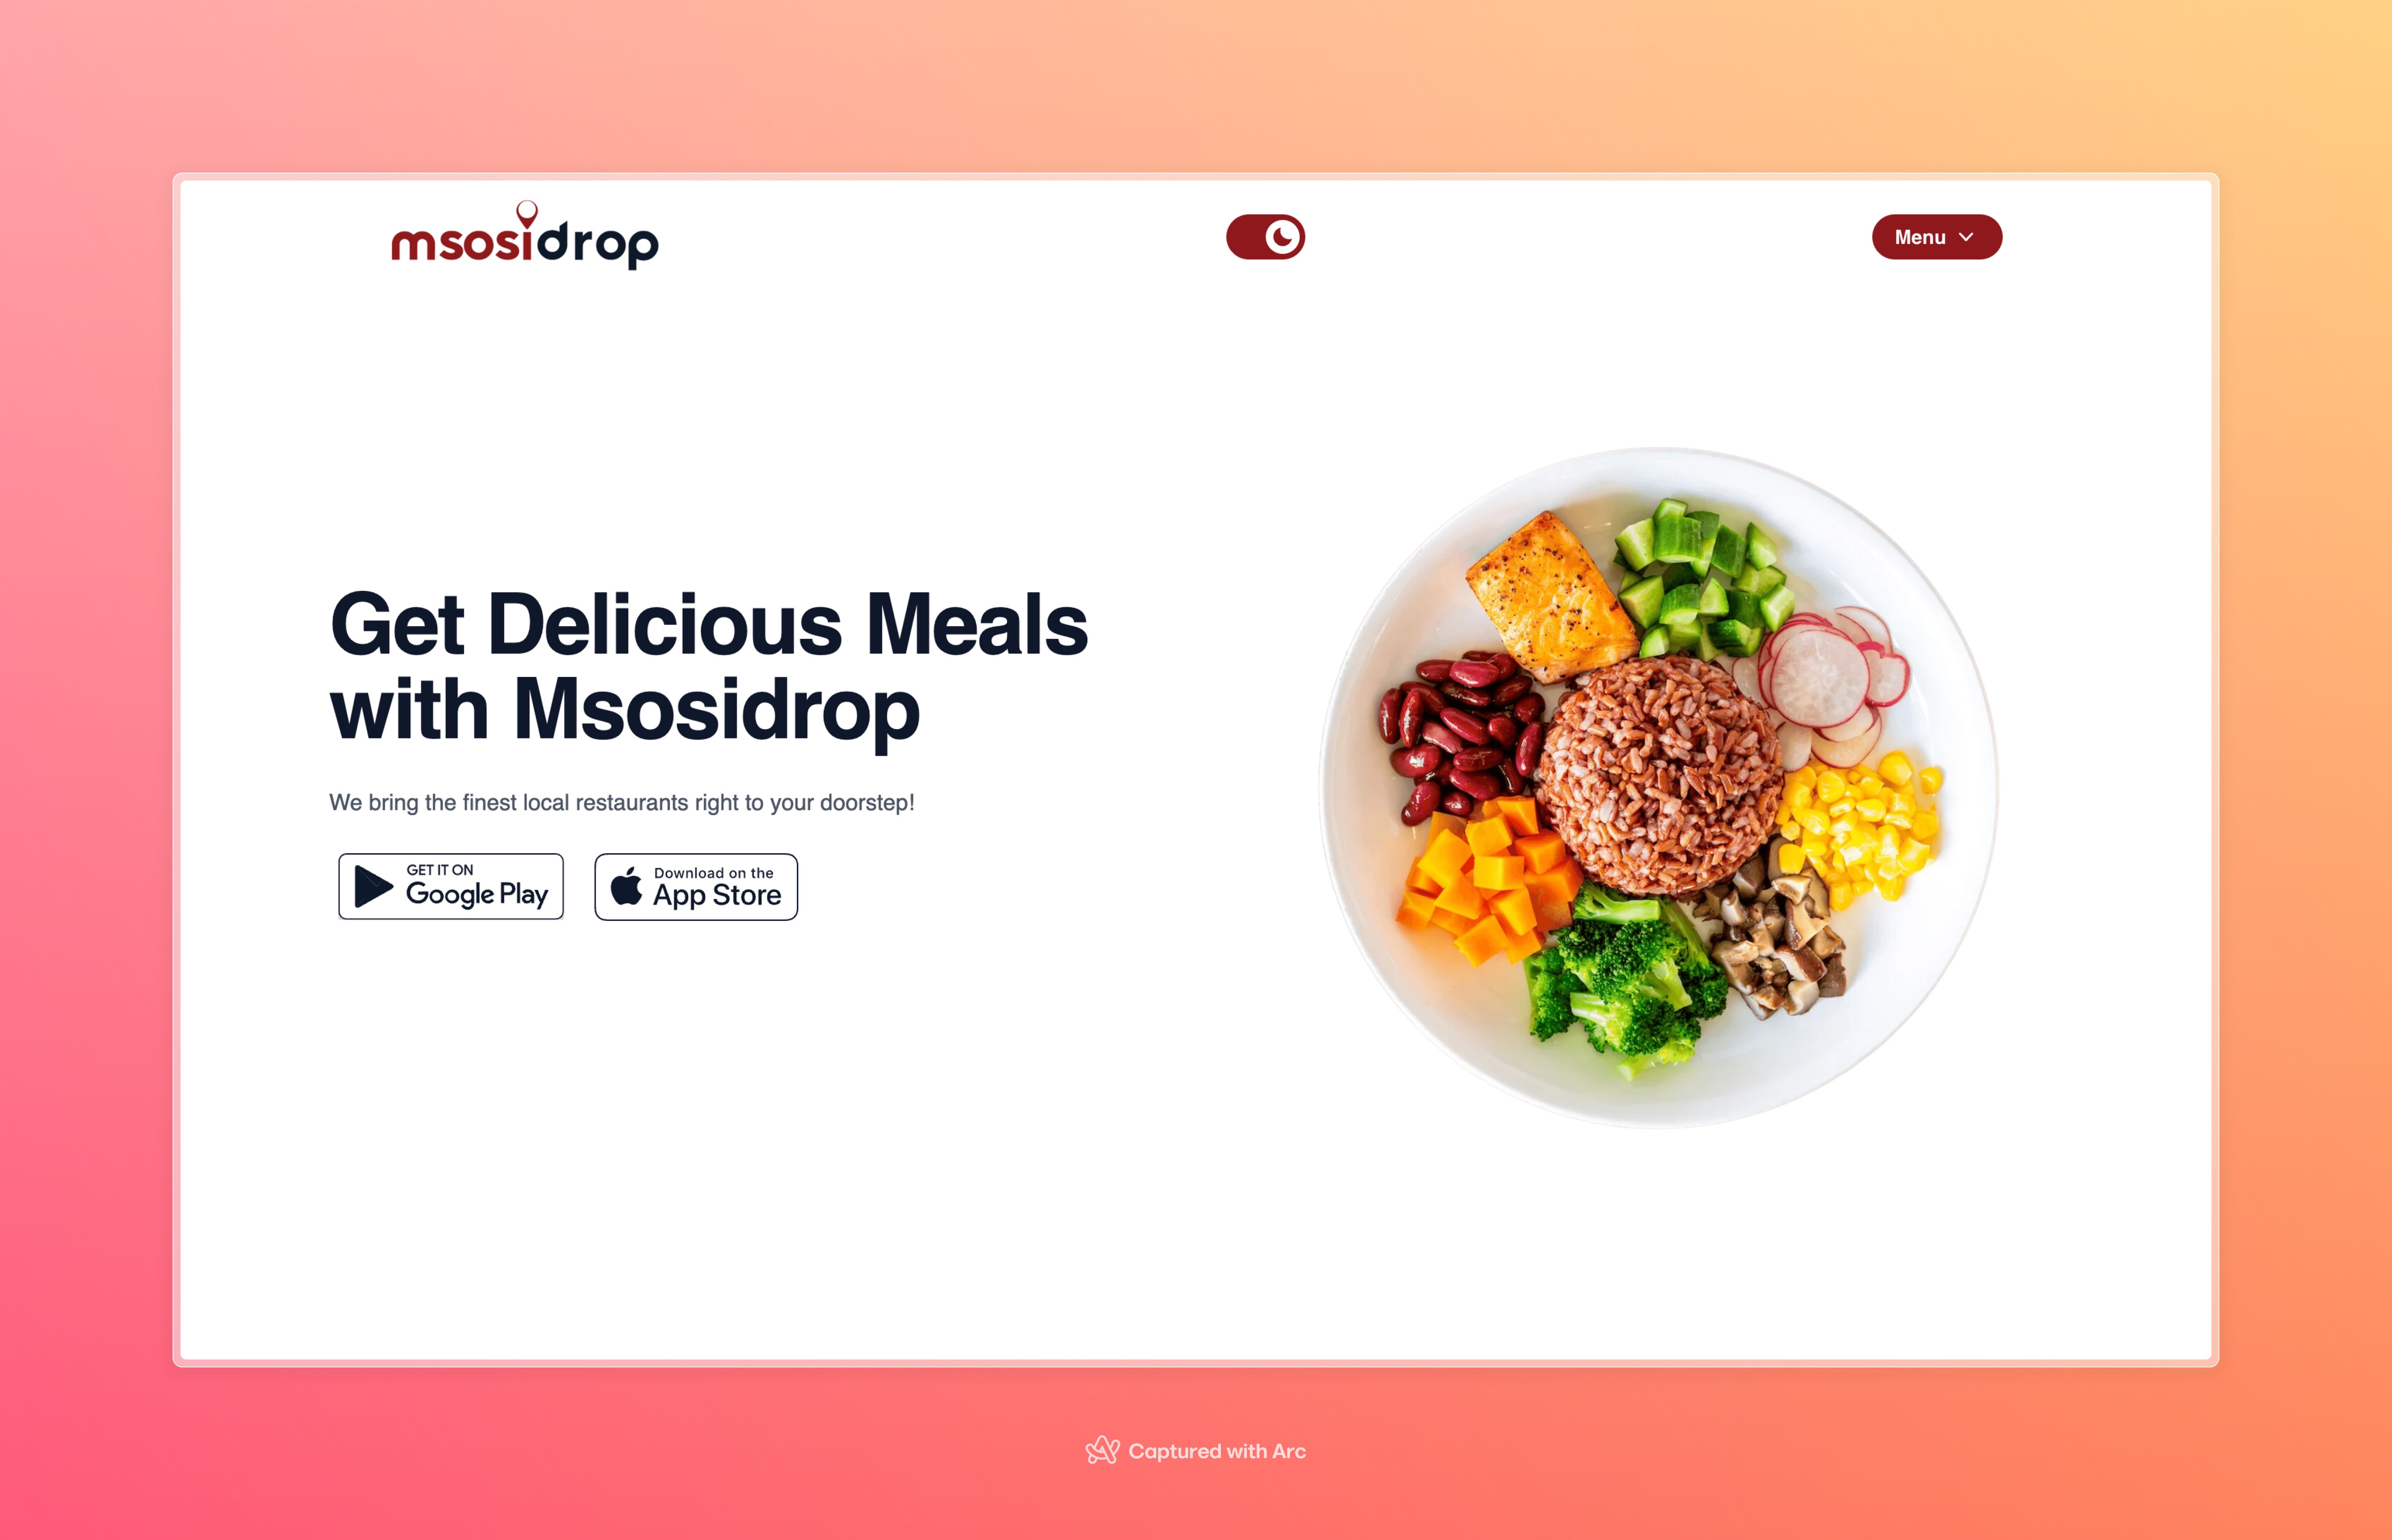 msosidrop
Menu
Get Delicious Meals
with Msosidrop
We bring the finest local restaurants right to your doorstep!
GET IT ON
Google Play
Download on the
App Store
Captured with Arc